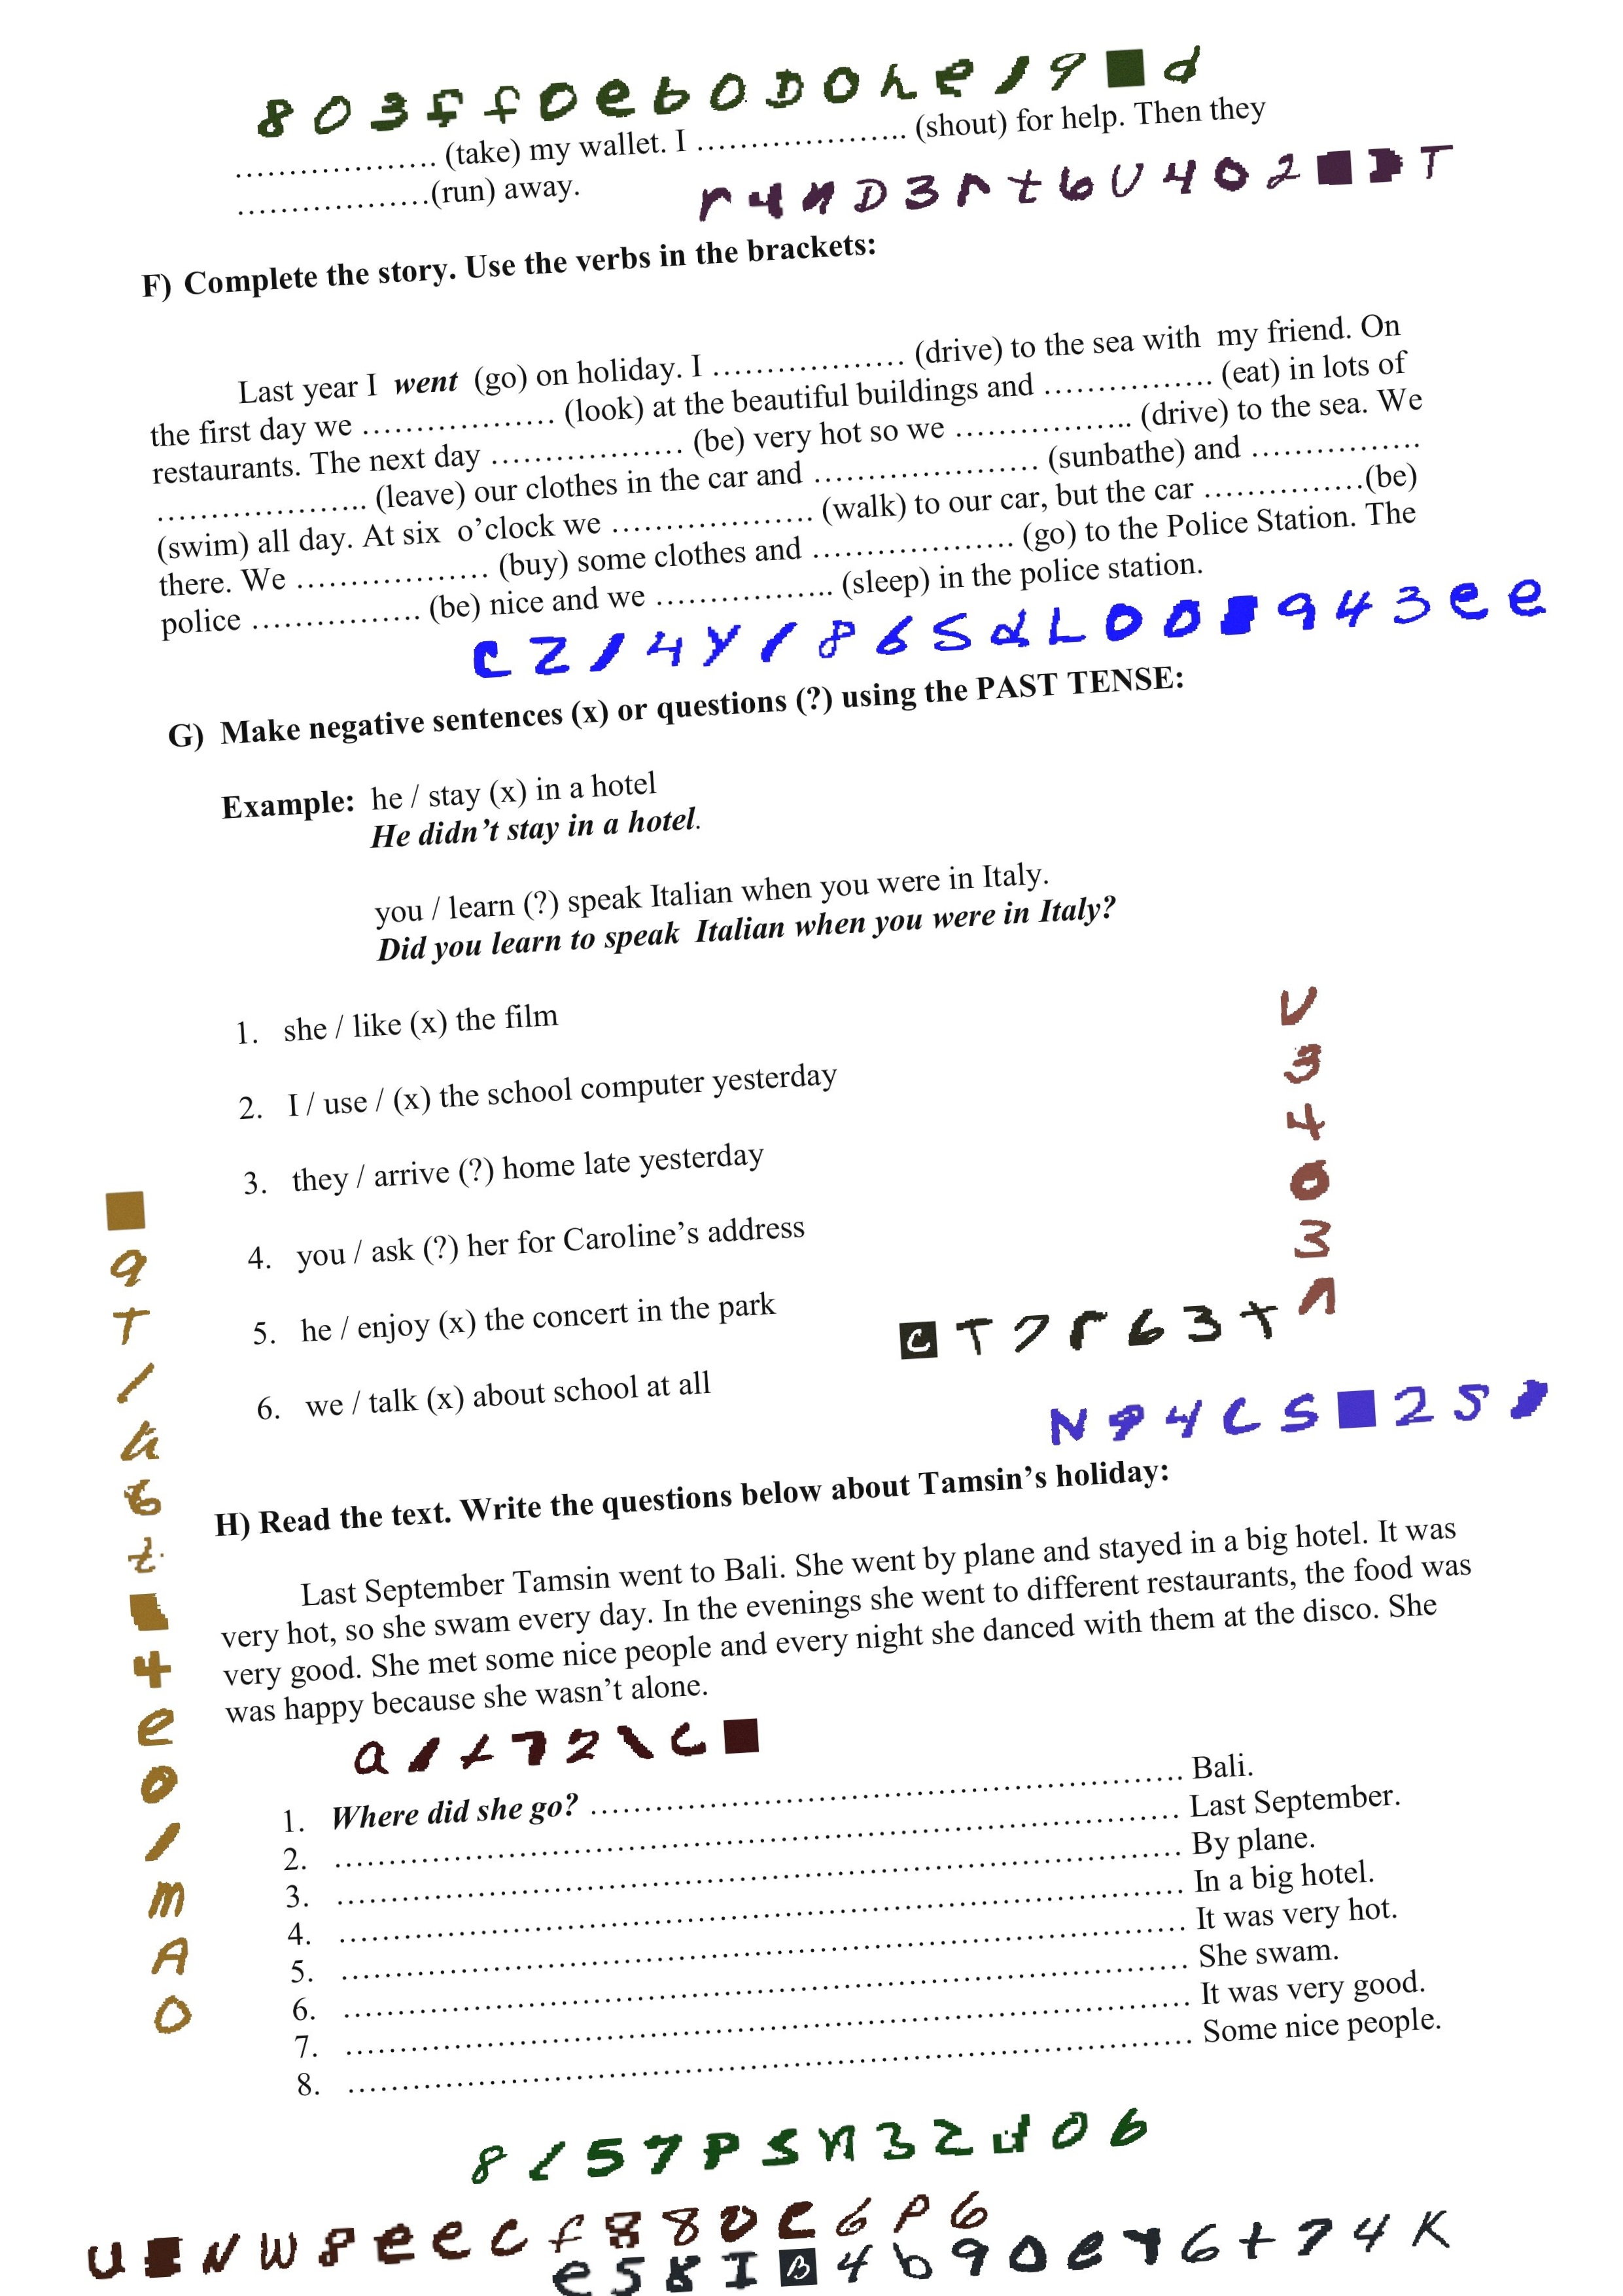 ………………. (take) my wallet. I ……………….. (shout) for help. Then they
………………(run) away.
F) Complete the story. Use the verbs in the brackets:
Last year I went (go) on holiday. I ……………… (drive) to the sea with my friend. On
the first day we ……………… (look) at the beautiful buildings and ……………. (eat) in lots of
restaurants. The next day ……………… (be) very hot so we …………….. (drive) to the sea. We
……………….. (leave) our clothes in the car and ………………… (sunbathe) and …………….
(swim) all day. At six o’clock we ………………. (walk) to our car, but the car ……………(be)
there. We ……………… (buy) some clothes and ………………. (go) to the Police Station. The
police ……………. (be) nice and we …………….. (sleep) in the police station.
G) Make negative sentences (x) or questions (?) using the PAST TENSE:
Example: he / stay (x) in a hotel
He didn’t stay in a hotel.
you / learn (?) speak Italian when you were in Italy.
Did you learn to speak Italian when you were in Italy?
1. she / like (x) the film
2. I / use / (x) the school computer yesterday
3. they / arrive (?) home late yesterday
4. you / ask (?) her for Caroline’s address
5. he / enjoy (x) the concert in the park
6. we / talk (x) about school at all
H) Read the text. Write the questions below about Tamsin’s holiday:
Last September Tamsin went to Bali. She went by plane and stayed in a big hotel. It was
very hot, so she swam every day. In the evenings she went to different restaurants, the food was
very good. She met some nice people and every night she danced with them at the disco. She
was happy because she wasn’t alone.
1. Where did she go? ……………………………………………… Bali.
2. …………………………………………………………………… Last September.
3. …………………………………………………………………… By plane.
4. …………………………………………………………………… In a big hotel.
5. …………………………………………………………………… It was very hot.
6. …………………………………………………………………… She swam.
7. …………………………………………………………………… It was very good.
8. …………………………………………………………………… Some nice people.